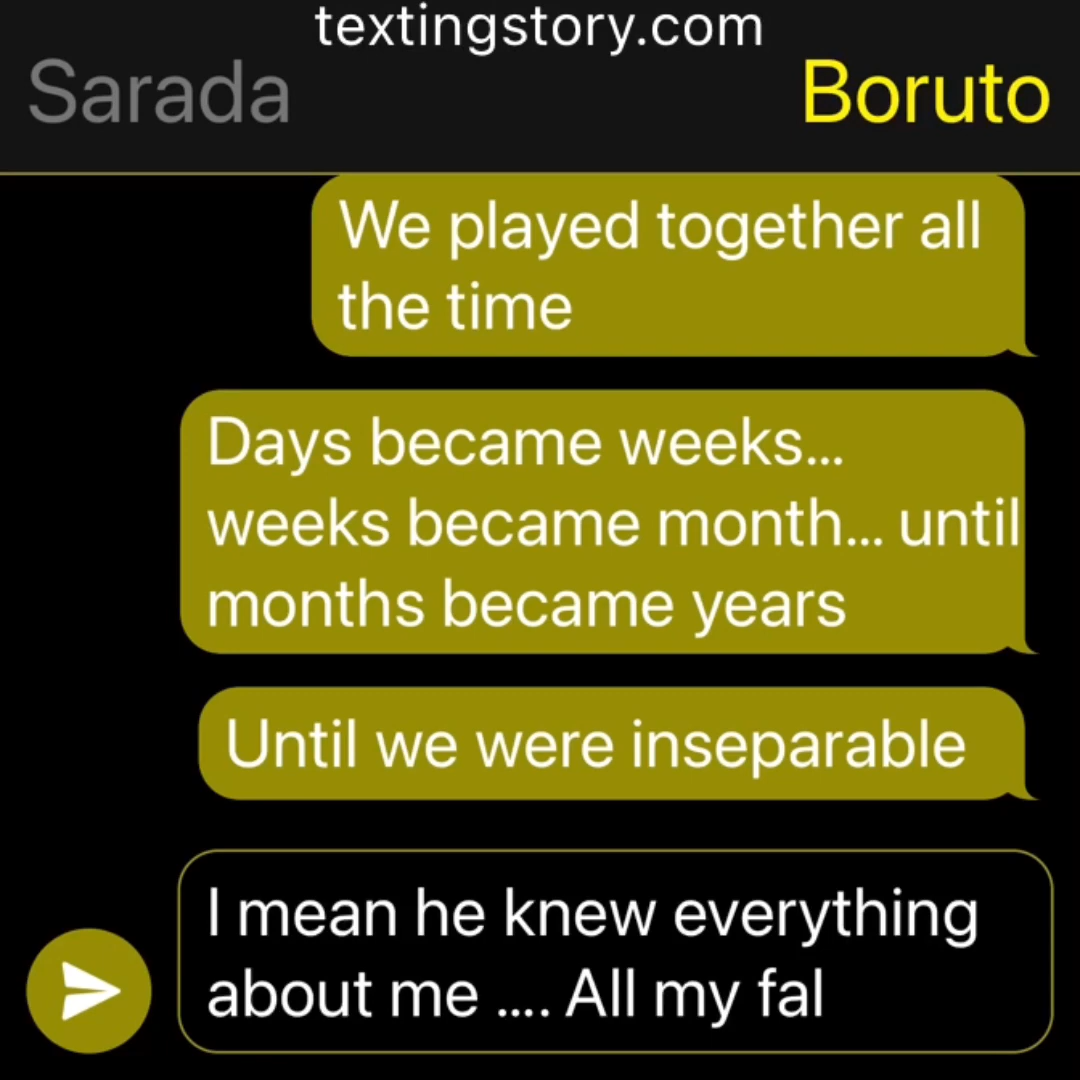 textingstory.com
Sarada
Boruto
We played together all
the time
Days became weeks...
weeks became month... until
months became years
Until we were inseparable
I mean he knew everything
about me .... All my fal